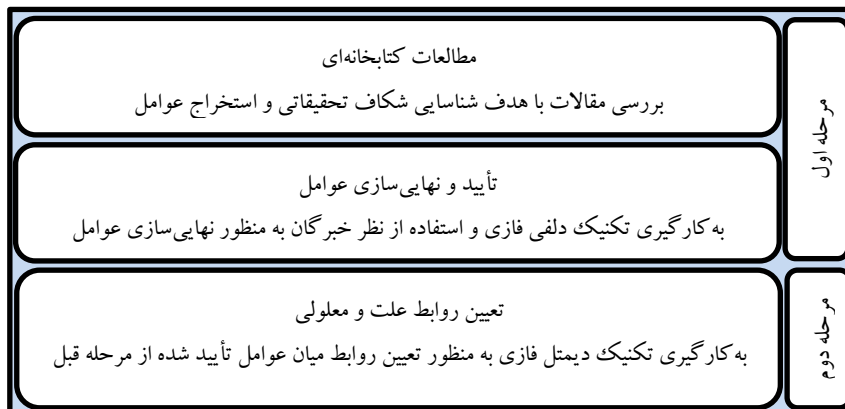 مرحله اول
مطالعات کتابخانه‌ای
بررسی مقالات با هدف شناسایی شکاف تحقیقاتی و استخراج عوامل
تأیید و نهایی‌سازی عوامل
به کارگیری تکنیک دلفی فازی و استفاده از نظر خبرگان به منظور نهایی‌سازی عوامل
مرحله دوم
تعیین روابط علت و معلولی
به کارگیری تکنیک دیمتل فازی به منظور تعیین روابط میان عوامل تأیید شده از مرحله قبل